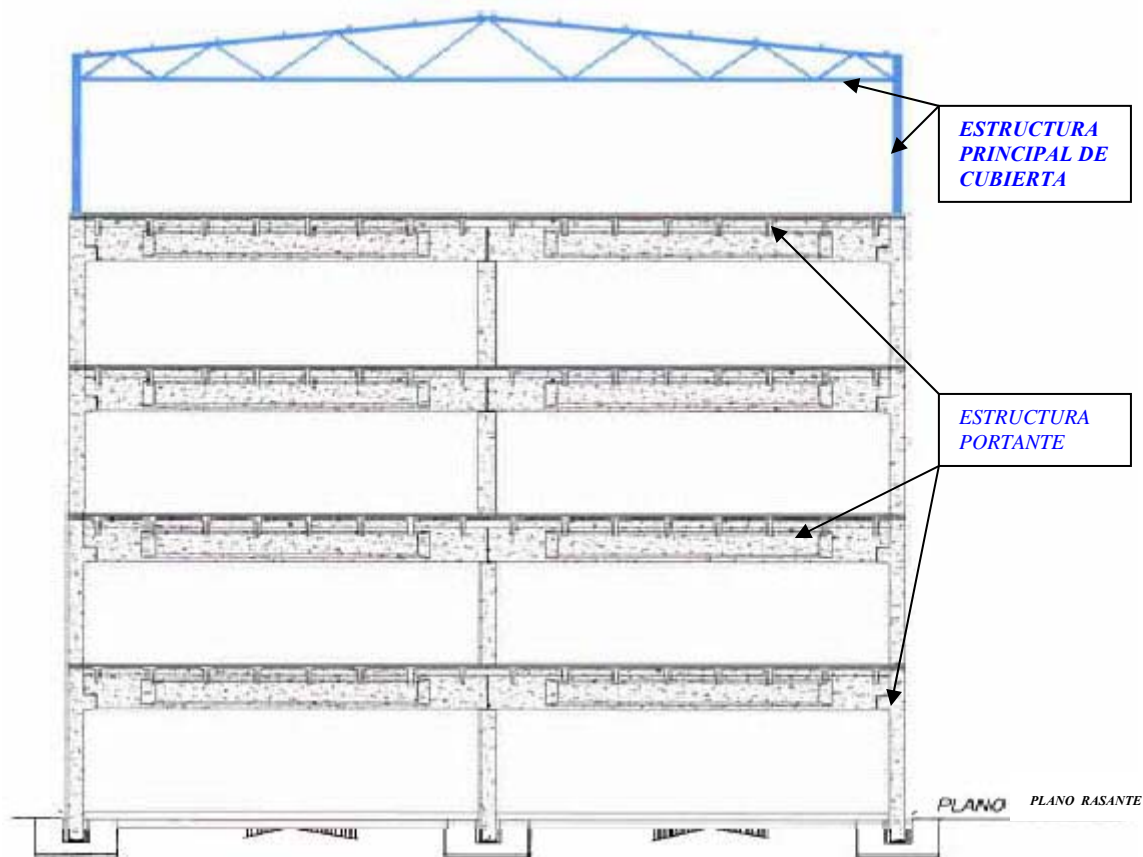 ESTRUCTURA
PRINCIPAL DE
CUBIERTA
ESTRUCTURA
PORTANTE
PLANO PLANO RASANTE